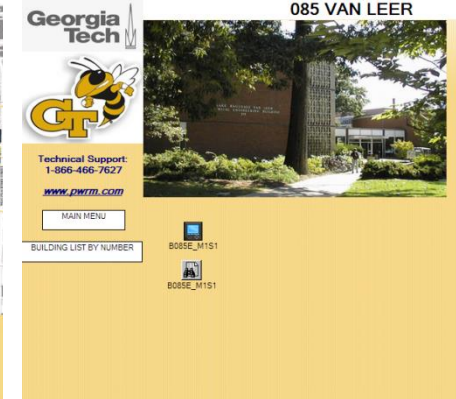 085 VAN LEER
Georgia
Tech
GT
Technical Support:
1-866-466-7627
www.pwrm.com
MAIN MENU
BUILDING LIST BY NUMBER
B085E_M1S1
B085E_M1S1